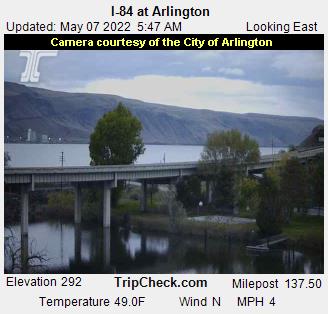 I-84 at Arlington
Updated: May 07 2022 5:47 AM Looking East
Camera courtesy of the City of Arlington
Elevation 292 TripCheck.com Milepost 137.50
Temperature 49.0F Wind N MPH 4